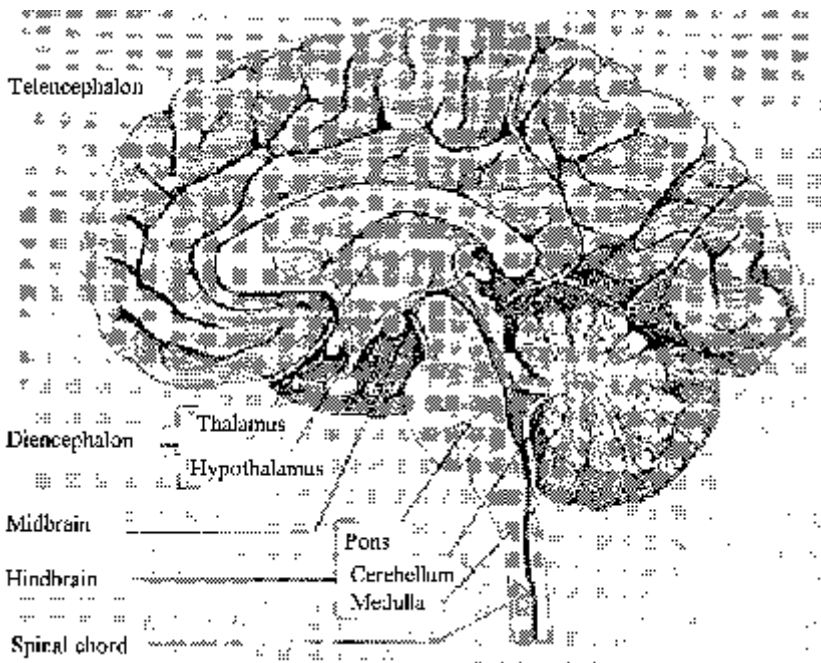 Telencephalon
Thalamus
Diencephalon
Hypothalamus
Midbrain
Pons
Hindbrain
Cerebellum
Medulla
Spinal chord